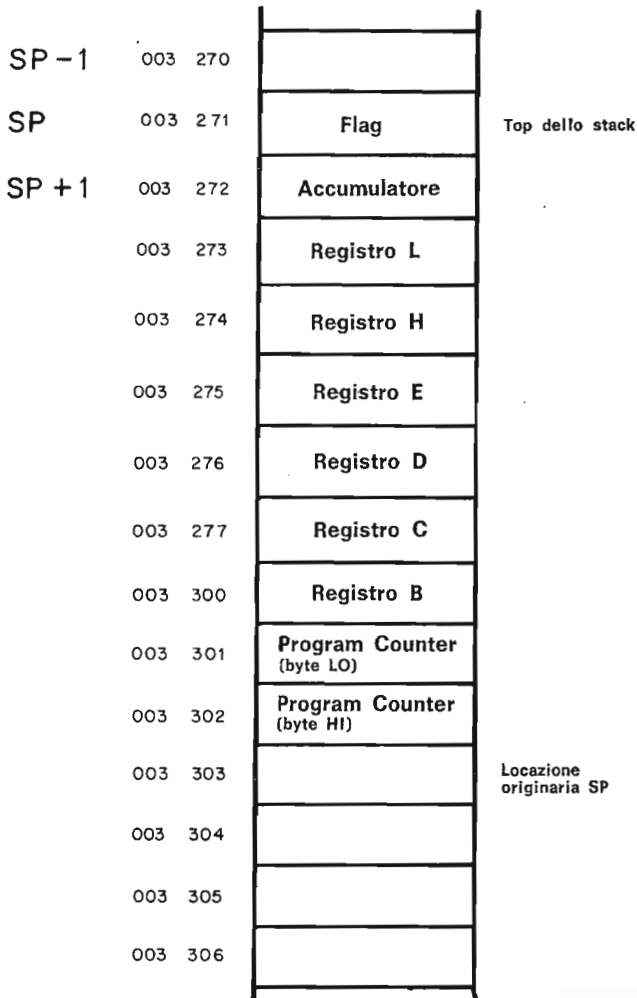 SP-1 003 270
SP 003 271 Flag Top dello stack
SP+1 003 272 Accumulatore
003 273 Registro L
003 274 Registro H
003 275 Registro E
003 276 Registro D
003 277 Registro C
003 300 Registro B
003 301 Program Counter
(byte LO)
003 302 Program Counter
(byte HI)
003 303 Locazione
originaria SP
003 304
003 305
003 306